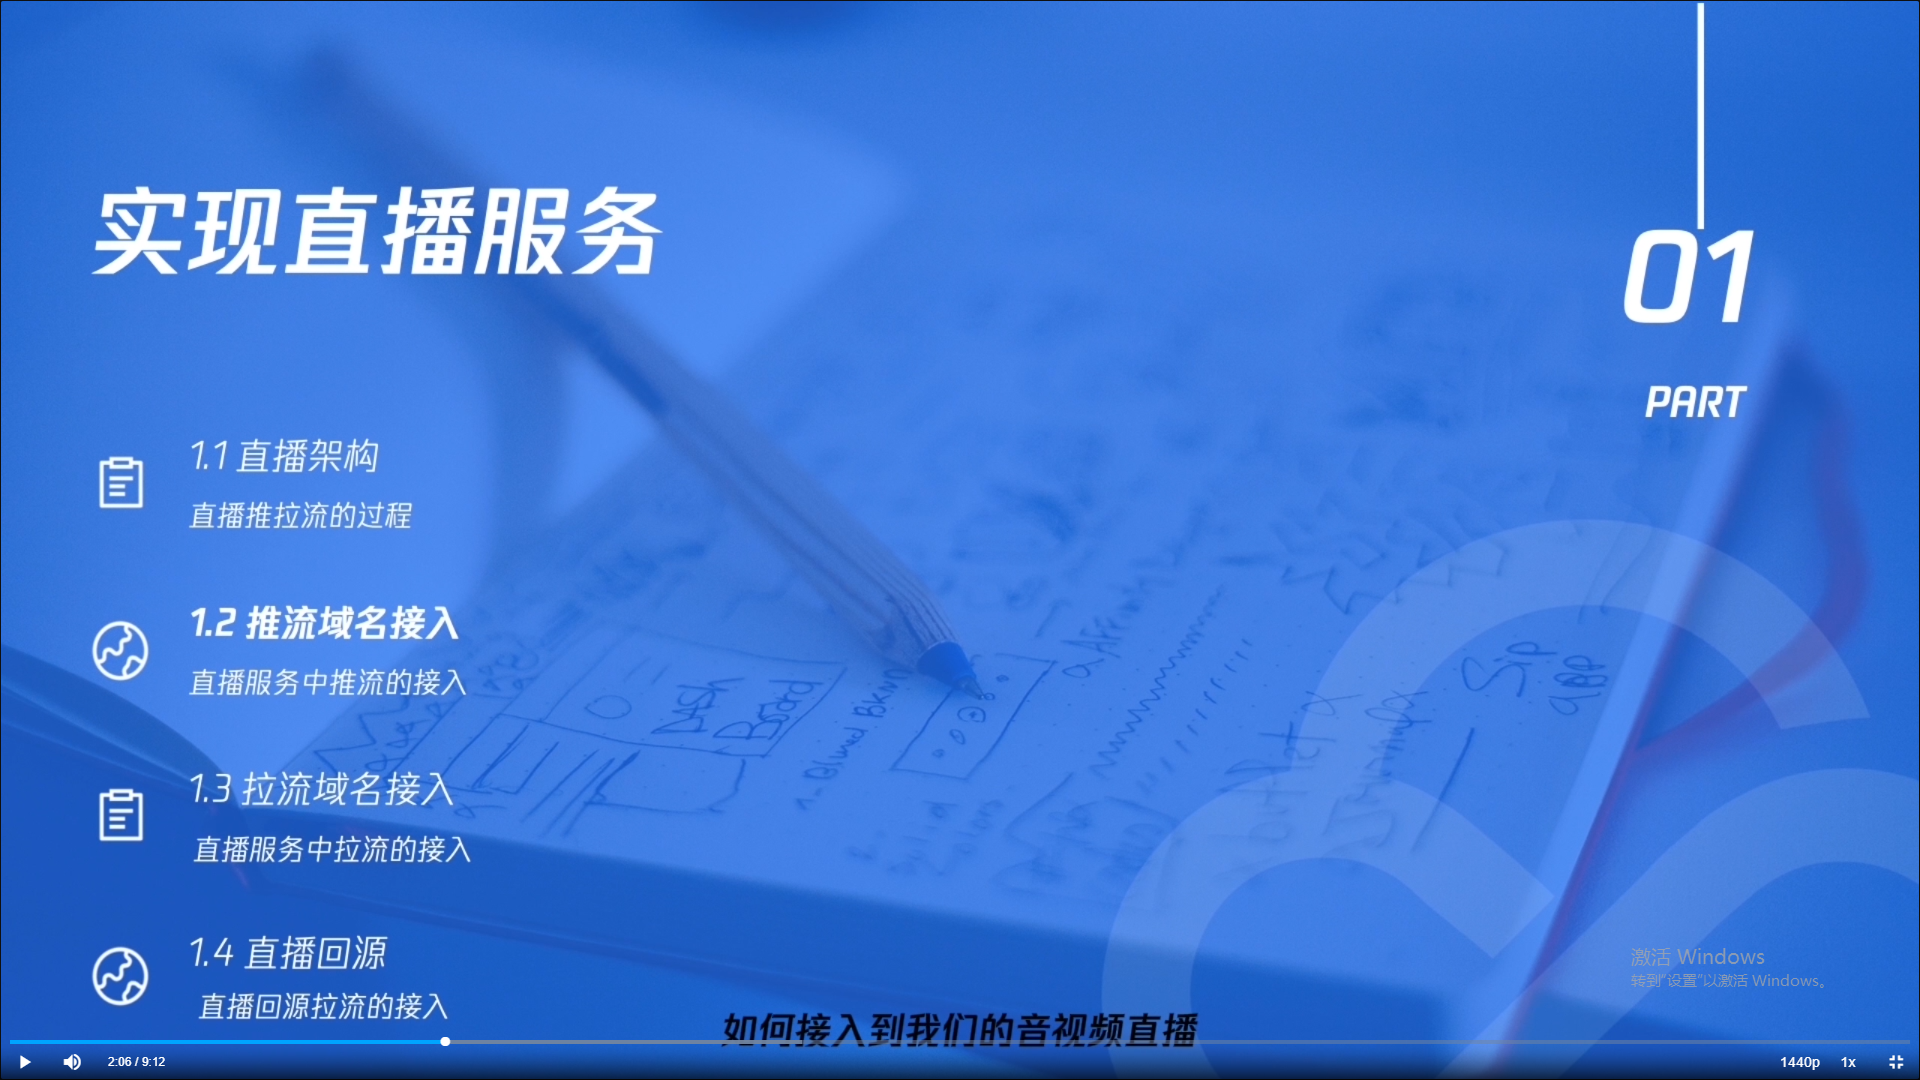 实现直播服务
01
PART
1.1 直播架构
直播推拉流的过程
1.2 推流域名接入
直播服务中推流的接入
1.3 拉流域名接入
直播服务中拉流的接入
1.4 直播回源
直播回源拉流的接入
Dash
Board
Sip
app
激活 Windows
转到“设置”以激活 Windows。
如何接入到我们的音视频直播
2:06 / 9:12
1440p
1x